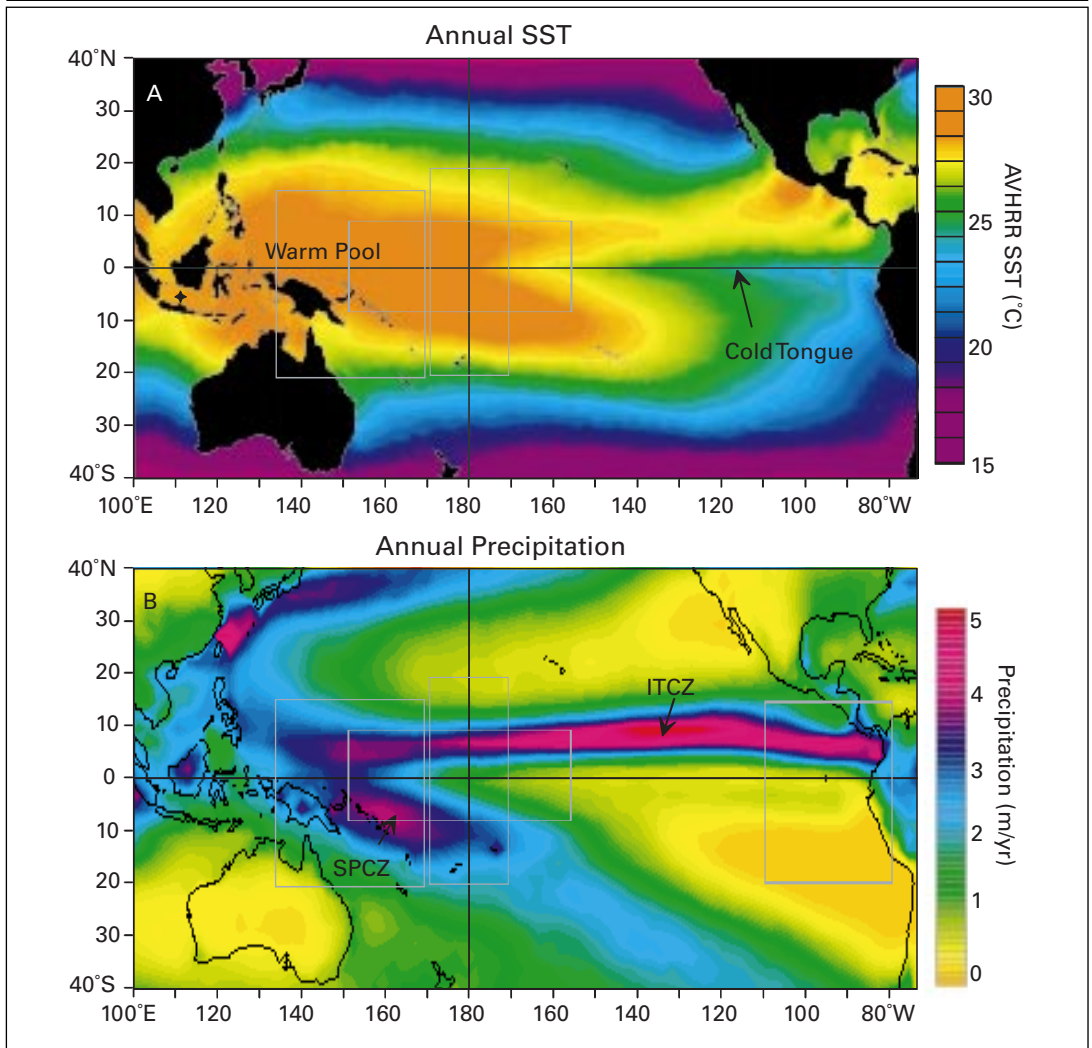 Annual SST
A
40°N
30
20
10
0
10
20
30
40°S
Warm Pool
Cold Tongue
100°E 120 140 160 180 160 140 120 100 80°W
30
25
20
15
AVHRR SST (°C)
Annual Precipitation
B
40°N
30
20
10
0
10
20
30
40°S
ITCZ
SPCZ
100°E 120 140 160 180 160 140 120 100 80°W
5
4
3
2
1
0
Precipitation (m/yr)